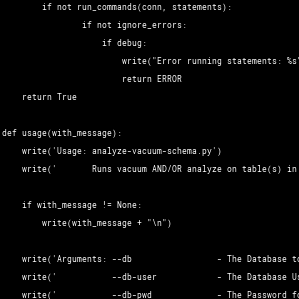 if not run_commands(conn, statements):
if not ignore_errors:
if debug:
write("Error running statements: %s"
return ERROR
return True
def usage(with_message):
write('Usage: analyze-vacuum-schema.py')
write('       Runs vacuum AND/OR analyze on table(s) in
if with_message != None:
write(with_message + "\n")
write('Arguments: --db                 - The Database to
write('           --db-user            - The Database Us
write('           --db-pwd             - The Password fo